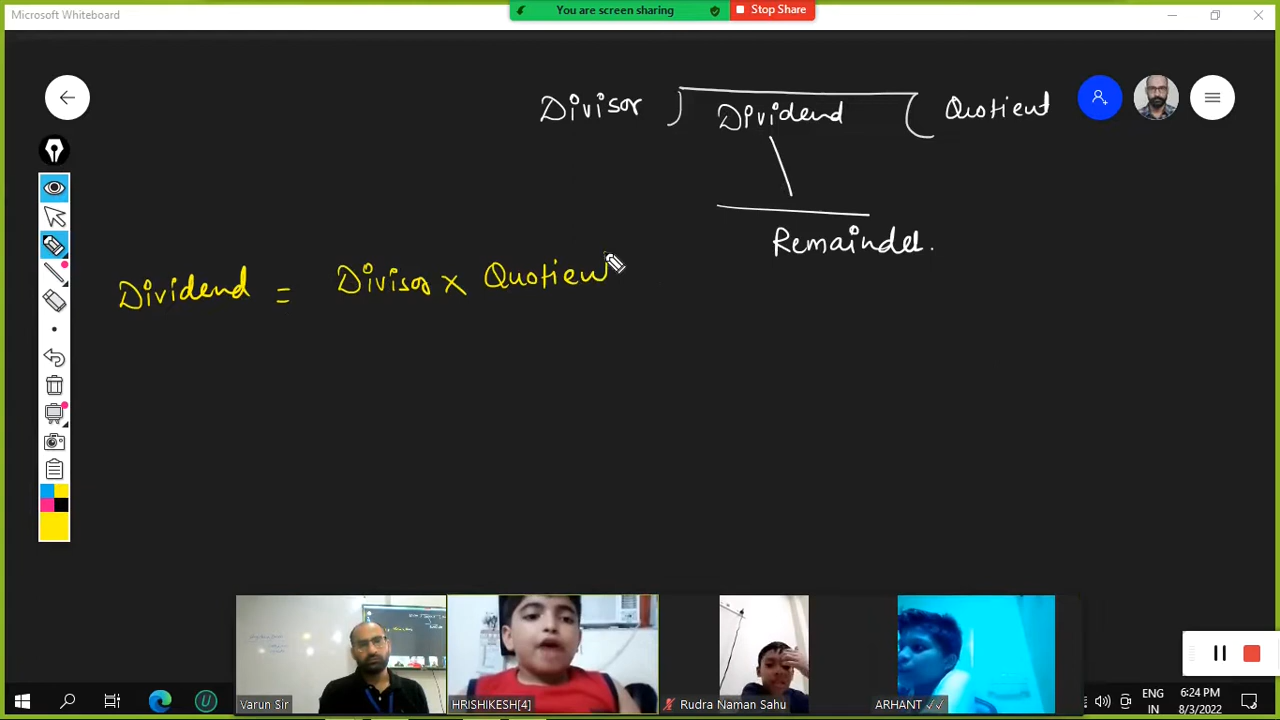 Microsoft Whiteboard
You are screen sharing
Stop Share
Divisor Dividend Quotient
Remainder.
Dividend = Divisor x Quotien
Varun Sir
HRISHIKESH[4]
Rudra Naman Sahu
ARHANT ✓✓
ENG
IN
6:24 PM
8/3/2022